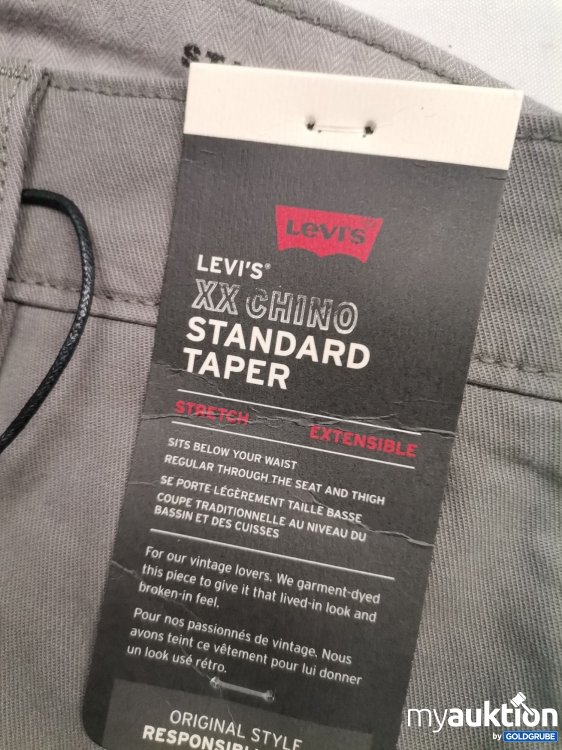 ST
Levi's
LEVI'S®
XX CHINO
STANDARD
TAPER
STRETCH EXTENSIBLE
SITS BELOW YOUR WAIST
REGULAR THROUGH THE SEAT AND THIGH
SE PORTE LÉGÈREMENT TAILLE BASSE
COUPE TRADITIONNELLE AU NIVEAU DU
BASSIN ET DES CUISSES
For our vintage lovers. We garment-dyed
this piece to give it that lived-in look and
broken-in feel.
Pour nos passionnés de vintage. Nous
avons teint ce vêtement pour lui donner
un look usé rétro.
ORIGINAL STYLE
myauktion
by GOLDGRUBE